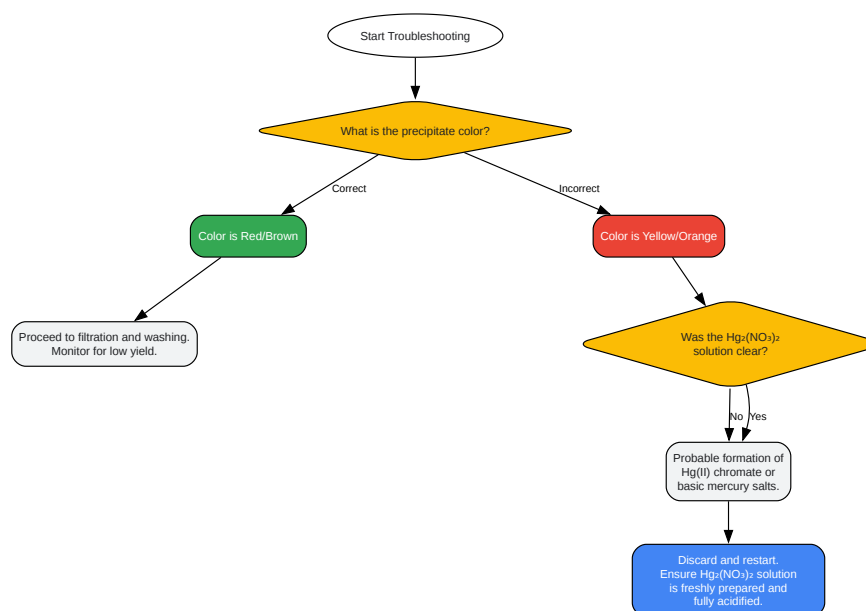 Start Troubleshooting
What is the precipitate color?
Correct
Incorrect
Color is Red/Brown
Color is Yellow/Orange
Proceed to filtration and washing.
Monitor for low yield.
Was the Hg₂(NO₃)₂
solution clear?
No
Yes
Probable formation of
Hg(II) chromate or
basic mercury salts.
Discard and restart.
Ensure Hg₂(NO₃)₂ solution
is freshly prepared and
fully acidified.